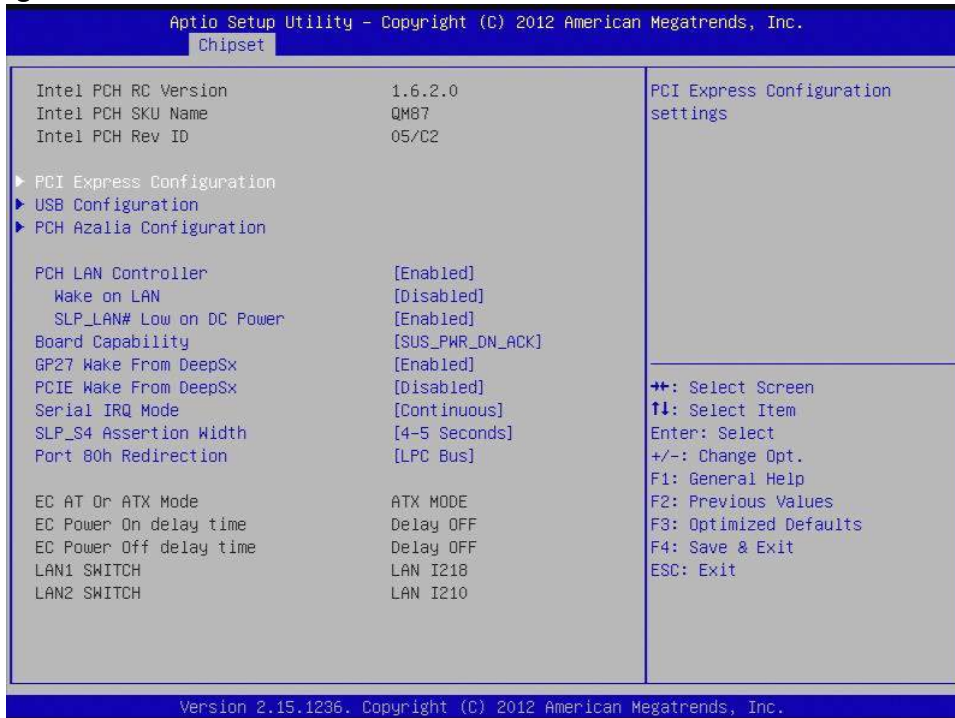 Aptio Setup Utility – Copyright (C) 2012 American Megatrends, Inc.
Chipset
Intel PCH RC Version 1.6.2.0
Intel PCH SKU Name QM87
Intel PCH Rev ID 05/C2
PCI Express Configuration
USB Configuration
PCH Azalia Configuration
PCH LAN Controller [Enabled]
Wake on LAN [Disabled]
SLP_LAN# Low on DC Power [Enabled]
Board Capability [SUS_PWR_DN_ACK]
GP27 Wake From DeepSx [Enabled]
PCIE Wake From DeepSx [Disabled]
Serial IRQ Mode [Continuous]
SLP_S4 Assertion Width [4-5 Seconds]
Port 80h Redirection [LPC Bus]
EC AT Or ATX Mode ATX MODE
EC Power On delay time Delay OFF
EC Power Off delay time Delay OFF
LAN1 SWITCH LAN I218
LAN2 SWITCH LAN I210
PCI Express Configuration
settings
→←: Select Screen
↑↓: Select Item
Enter: Select
+/-: Change Opt.
F1: General Help
F2: Previous Values
F3: Optimized Defaults
F4: Save & Exit
ESC: Exit
Version 2.15.1236. Copyright (C) 2012 American Megatrends, Inc.